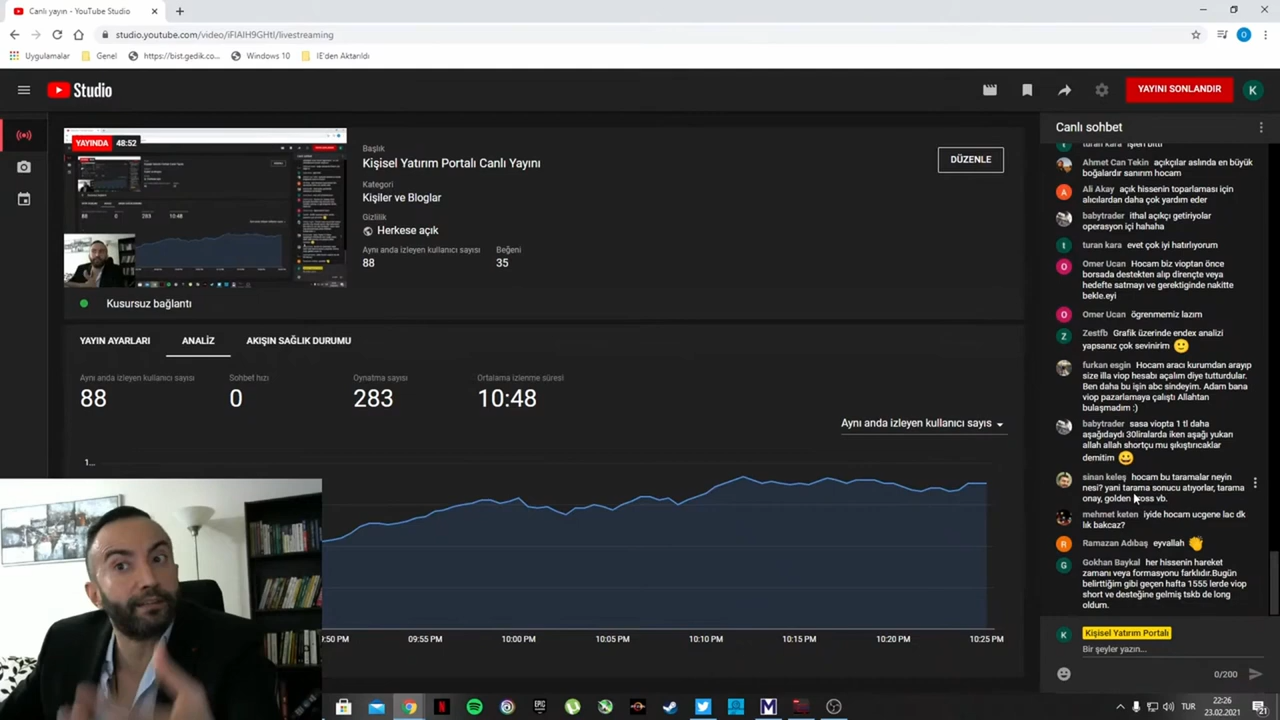 Canlı yayın - YouTube Studio
studio.youtube.com/video/iFIAlH9GHtI/livestreaming
Uygulamalar
Genel
https://bist.gedik.co...
Windows 10
IE'den Aktarıldı
Studio
YAYINI SONLANDIR
K
YAYINDA 48:52
Başlık
Kişisel Yatırım Portalı Canlı Yayını
Kategori
Kişiler ve Bloglar
Gizlilik
Herkese açık
Aynı anda izleyen kullanıcı sayısı
88
Beğeni
35
DÜZENLE
Kusursuz bağlantı
YAYIN AYARLARI
ANALİZ
AKIŞIN SAĞLIK DURUMU
Aynı anda izleyen kullanıcı sayısı
88
Sohbet hızı
0
Oynatma sayısı
283
Ortalama izlenme süresi
10:48
Aynı anda izleyen kullanıcı sayıs
1...
:50 PM
09:55 PM
10:00 PM
10:05 PM
10:10 PM
10:15 PM
10:20 PM
10:25 PM
Canlı sohbet
turan kara işlen bitti
Ahmet Can Tekin açıkçılar aslında en büyük
boğalardır sanırım hocam
Ali Akay açık hissenin toparlaması için
alıcılardan daha çok yardım eder
babytrader ithal açıkçı getiriyolar
operasyon içi hahaha
turan kara evet çok iyi hatırlıyorum
Omer Ucan Hocam biz vioptan önce
borsada destekten alıp dirençte veya
hedefte satmayı ve gerektiginde nakitte
bekle.eyi
Omer Ucan ögrenmemiz lazım
Zestfb Grafik üzerinde endex analizi
yapsanız çok sevinirim
furkan esgin Hocam aracı kurumdan arayıp
size illa viop hesabı açalım diye tutturdular.
Ben daha bu işin abc sindeyim. Adam bana
viop pazarlamaya çalıştı Allahtan
bulaşmadım :)
babytrader sasa viopta 1 tl daha
aşağıdaydı 30liralarda iken aşağı yukarı
allah allah shortçu mu şıkıştırıcaklar
demitim
sinan keleş hocam bu taramalar neyin
nesi? yani tarama sonucu atıyorlar, tarama
onay, golden cross vb.
mehmet keten iyide hocam ucgene lac dk
lık bakcaz?
Ramazan Adıbaş eyvallah
Gokhan Baykal her hissenin hareket
zamanı veya formasyonu farklıdır.Bugün
belirttiğim gibi geçen hafta 1555 lerde viop
short ve desteğine gelmiş tskb de long
oldum.
Kişisel Yatırım Portalı
Bir şeyler yazın...
0/200
TUR
22:26
23.02.2021
21